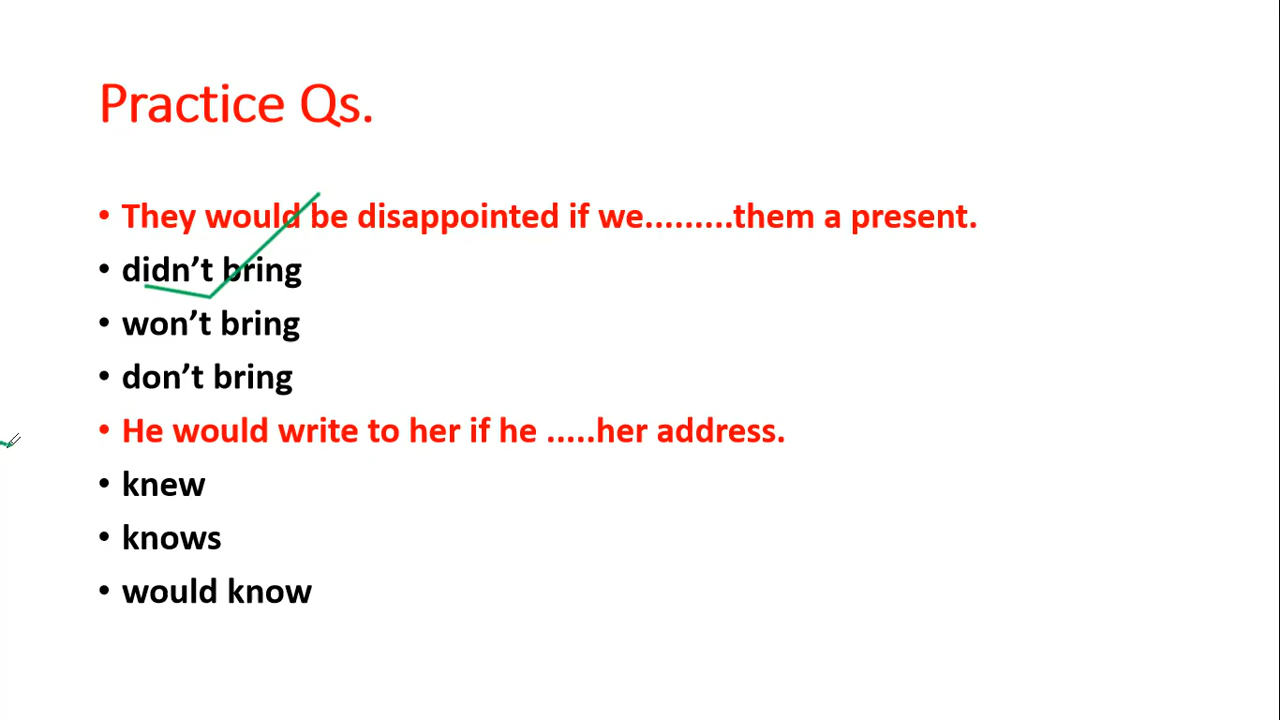 Practice Qs.
• They would be disappointed if we.........them a present.
• didn’t bring
• won’t bring
• don’t bring
• He would write to her if he .....her address.
• knew
• knows
• would know